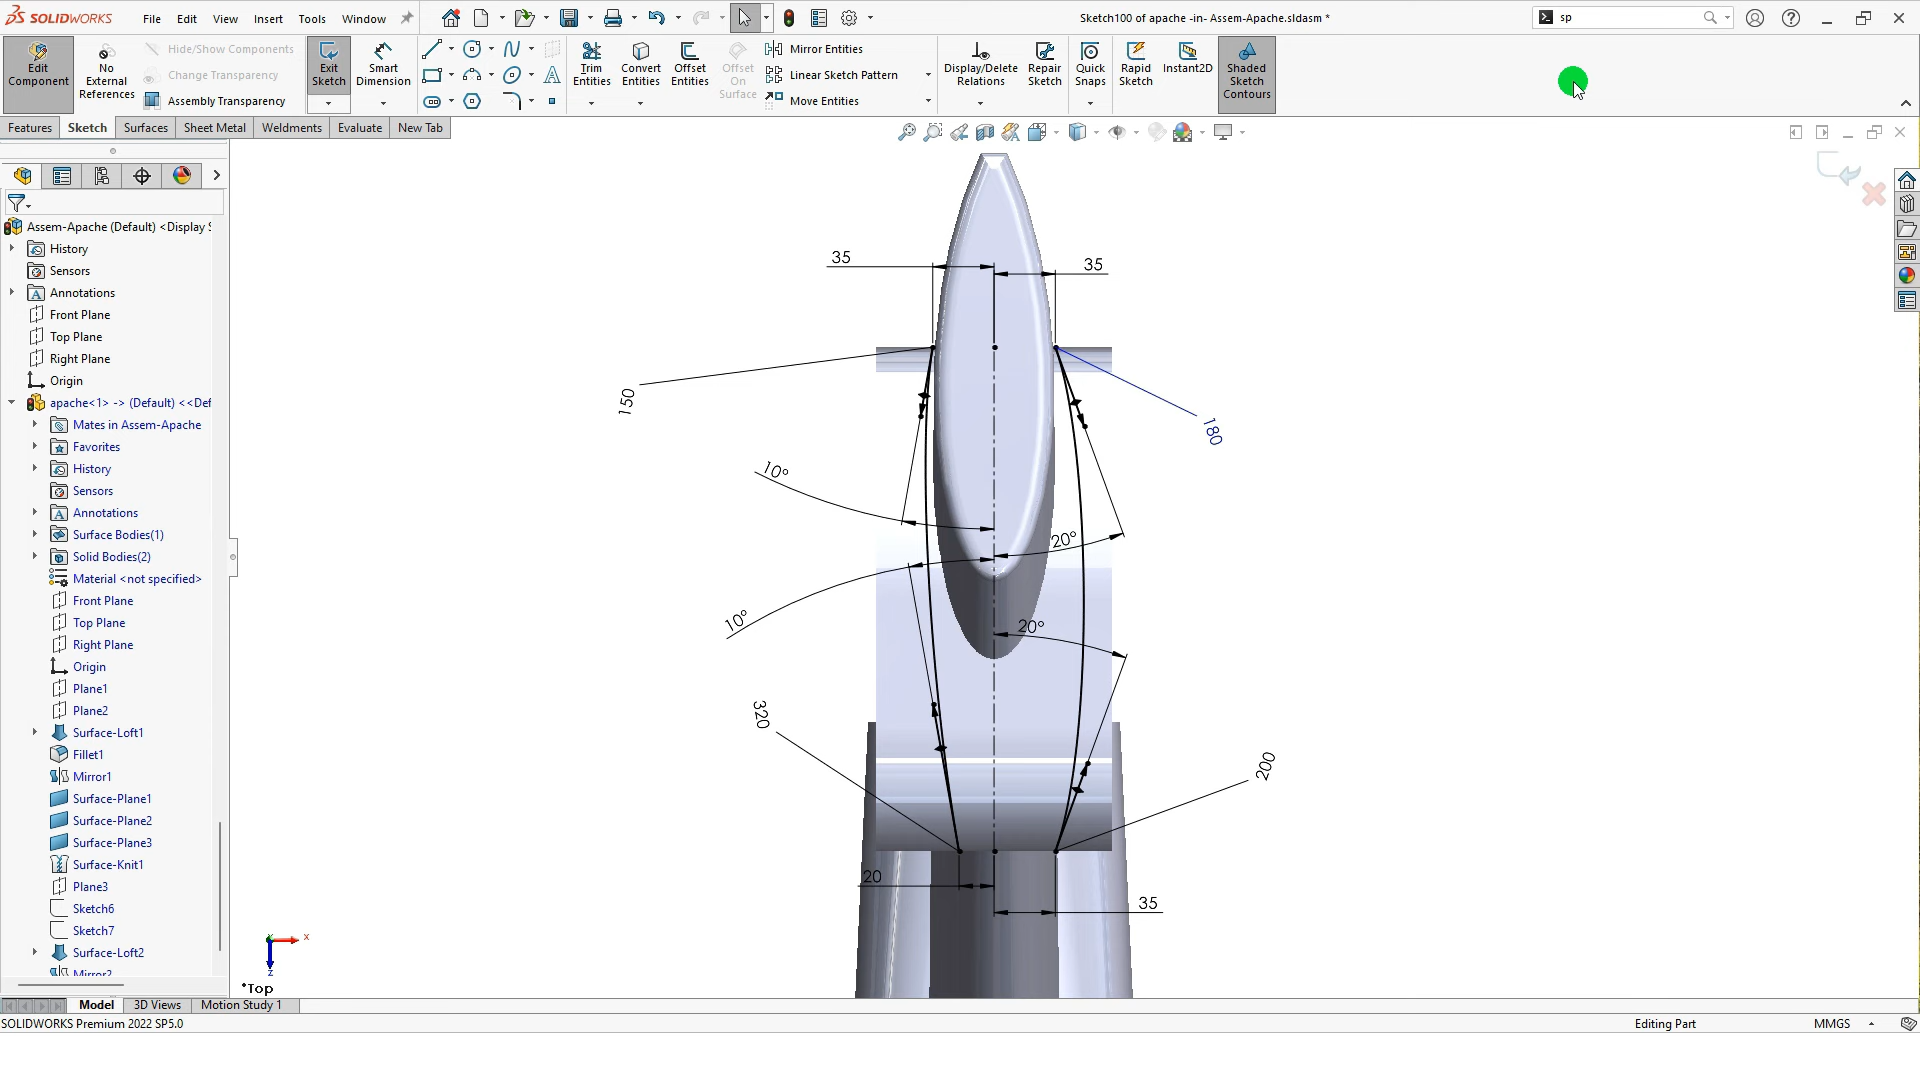 SOLIDWORKS
File
Edit
View
Insert
Tools
Window
Sketch100 of apache -in- Assem-Apache.sldasm *
sp
Edit Component
No External References
Hide/Show Components
Change Transparency
Assembly Transparency
Exit Sketch
Smart Dimension
Trim Entities
Convert Entities
Offset Entities
Offset On Surface
Mirror Entities
Linear Sketch Pattern
Move Entities
Display/Delete Relations
Repair Sketch
Quick Snaps
Rapid Sketch
Instant2D
Shaded Sketch Contours
Features
Sketch
Surfaces
Sheet Metal
Weldments
Evaluate
New Tab
Assem-Apache (Default) <Display S
History
Sensors
Annotations
Front Plane
Top Plane
Right Plane
Origin
apache<1> -> (Default) <<Def
Mates in Assem-Apache
Favorites
History
Sensors
Annotations
Surface Bodies(1)
Solid Bodies(2)
Material <not specified>
Front Plane
Top Plane
Right Plane
Origin
Plane1
Plane2
Surface-Loft1
Fillet1
Mirror1
Surface-Plane1
Surface-Plane2
Surface-Plane3
Surface-Knit1
Plane3
Sketch6
Sketch7
Surface-Loft2
Mirror2
35
35
150
180
10°
20°
10°
20°
320
200
20
35
x
z
*Top
Model
3D Views
Motion Study 1
SOLIDWORKS Premium 2022 SP5.0
Editing Part
MMGS